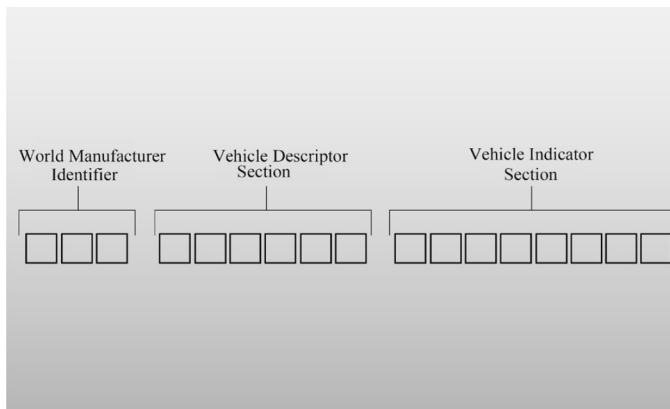 World Manufacturer
Identifier
Vehicle Descriptor
Section
Vehicle Indicator
Section